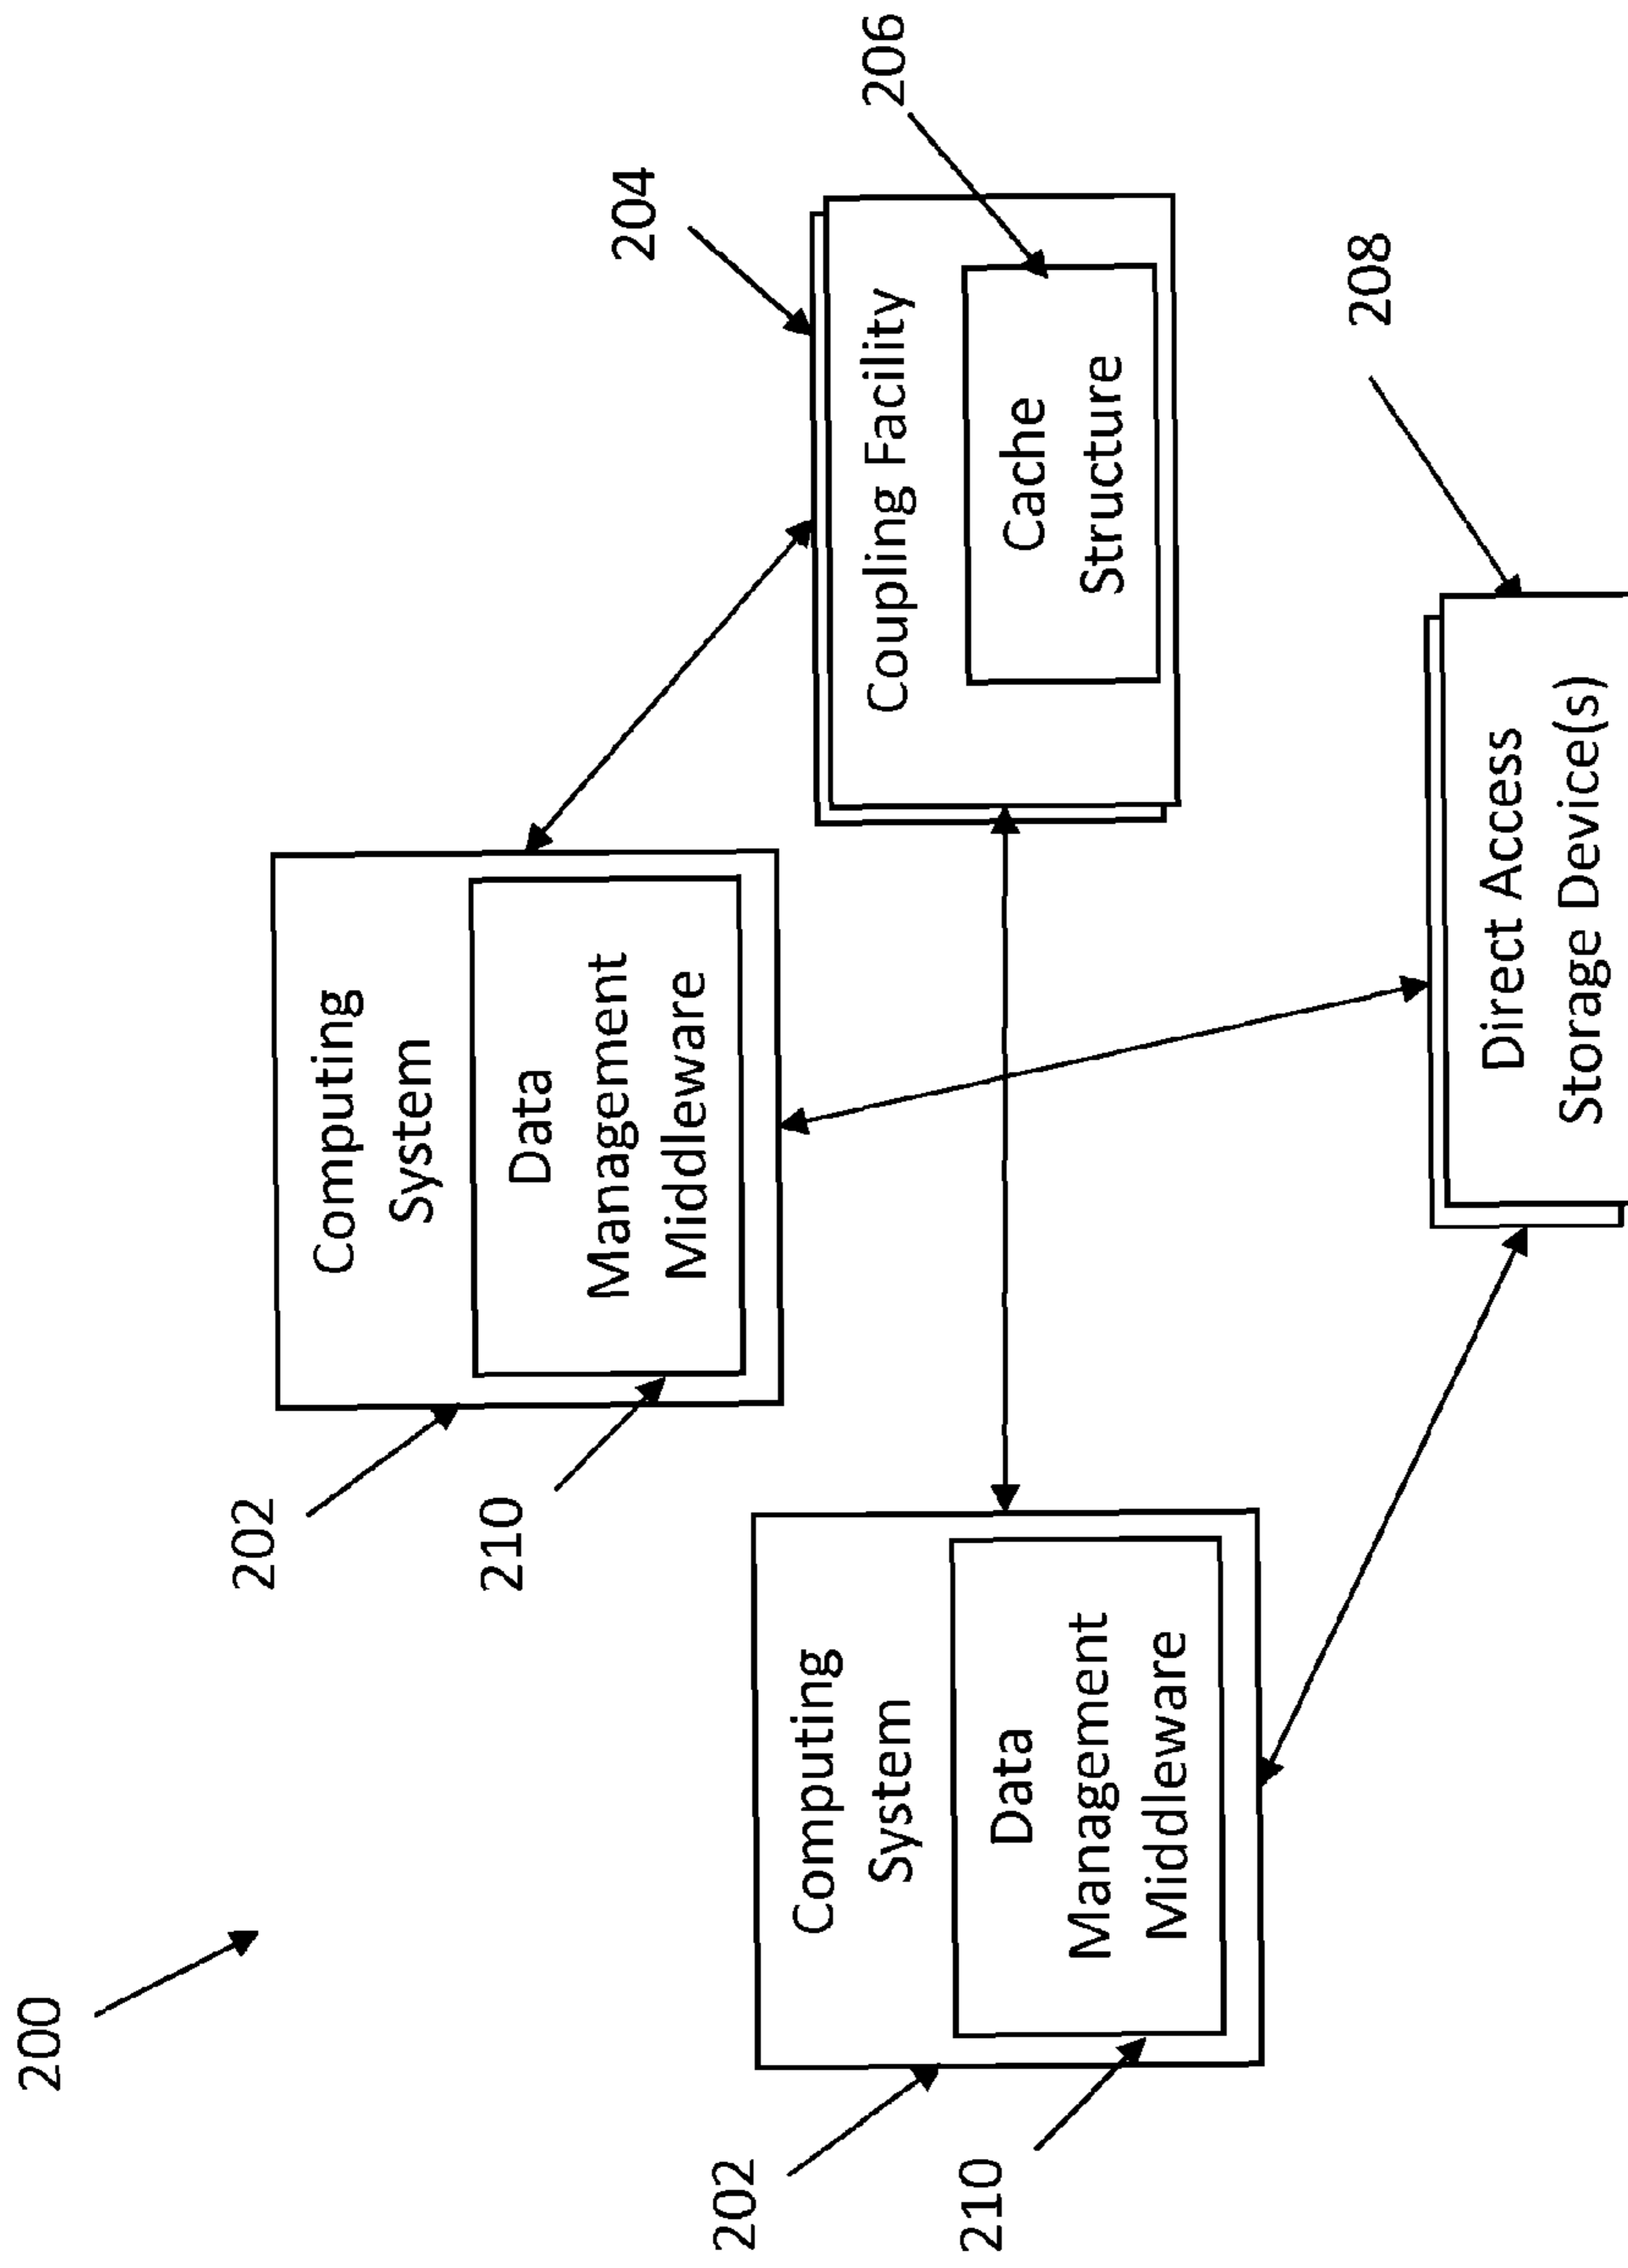 200
202
Computing
System
210
Data
Management
Middleware
204
Coupling Facility
206
Cache
Structure
202
Computing
System
210
Data
Management
Middleware
208
Direct Access
Storage Device(s)